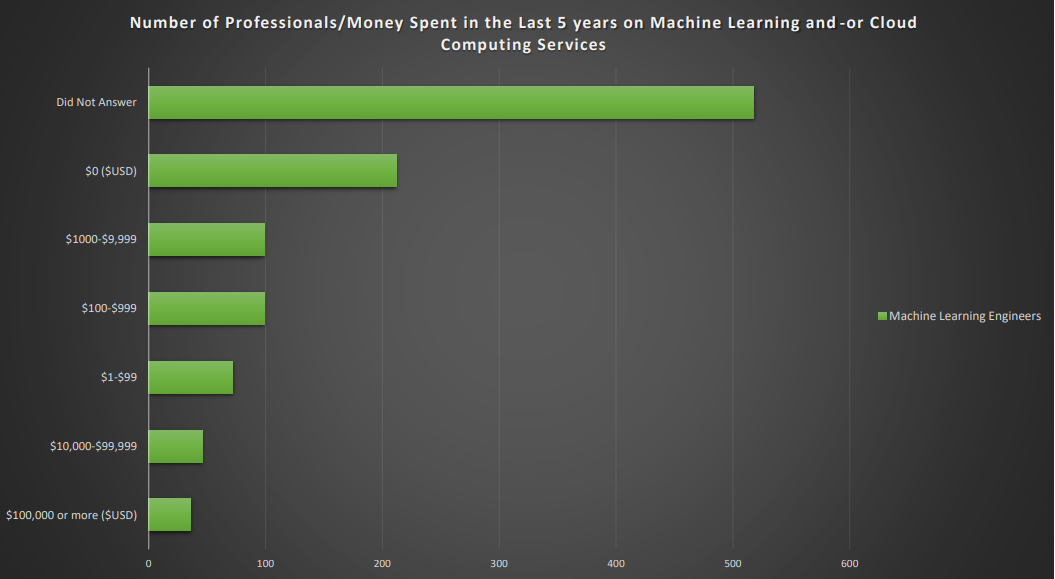 Number of Professionals/Money Spent in the Last 5 years on Machine Learning and -or Cloud
Computing Services
Did Not Answer
$0 ($USD)
$1000-$9,999
$100-$999
$1-$99
$10,000-$99,999
$100,000 or more ($USD)
0 100 200 300 400 500 600
Machine Learning Engineers